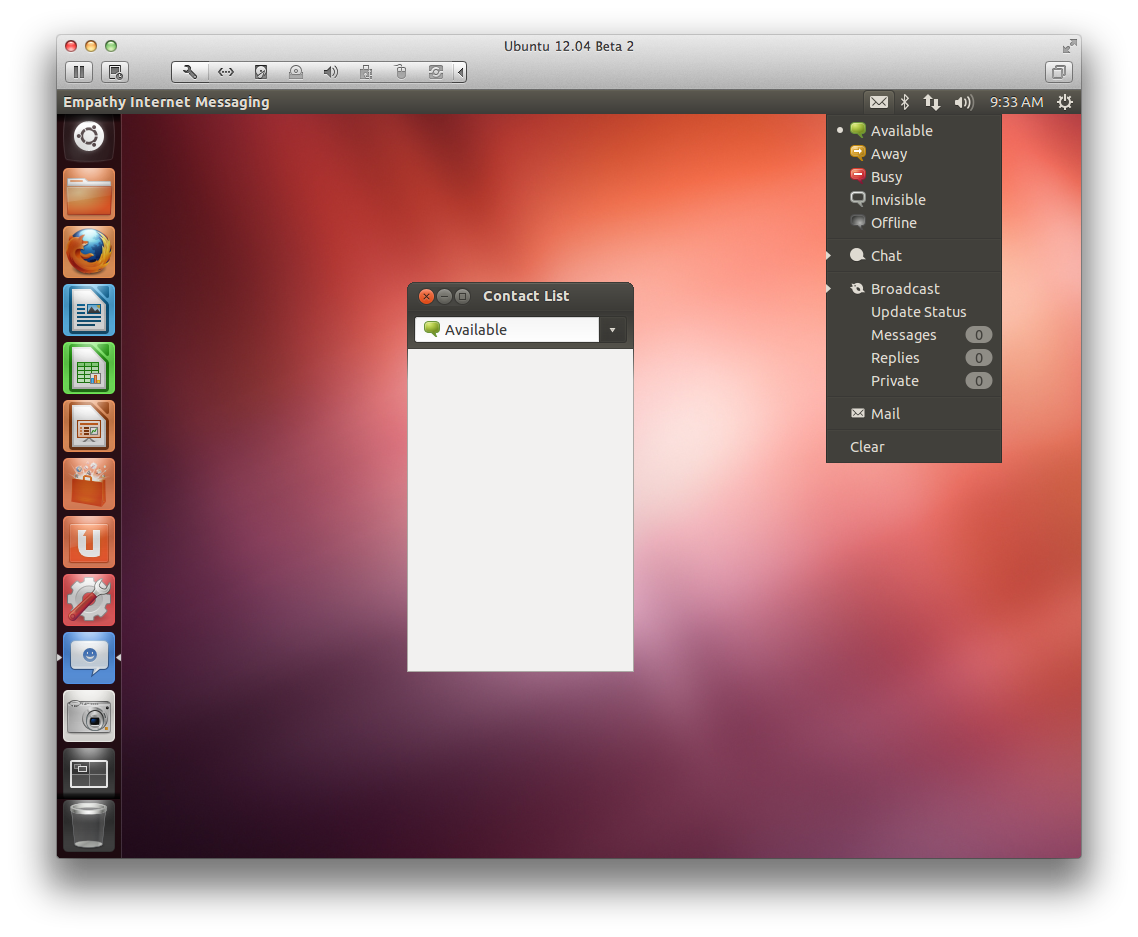 Ubuntu 12.04 Beta 2
Empathy Internet Messaging
9:33 AM
Available
Away
Busy
Invisible
Offline
Chat
Broadcast
Update Status
Messages 0
Replies 0
Private 0
Mail
Clear
Contact List
Available